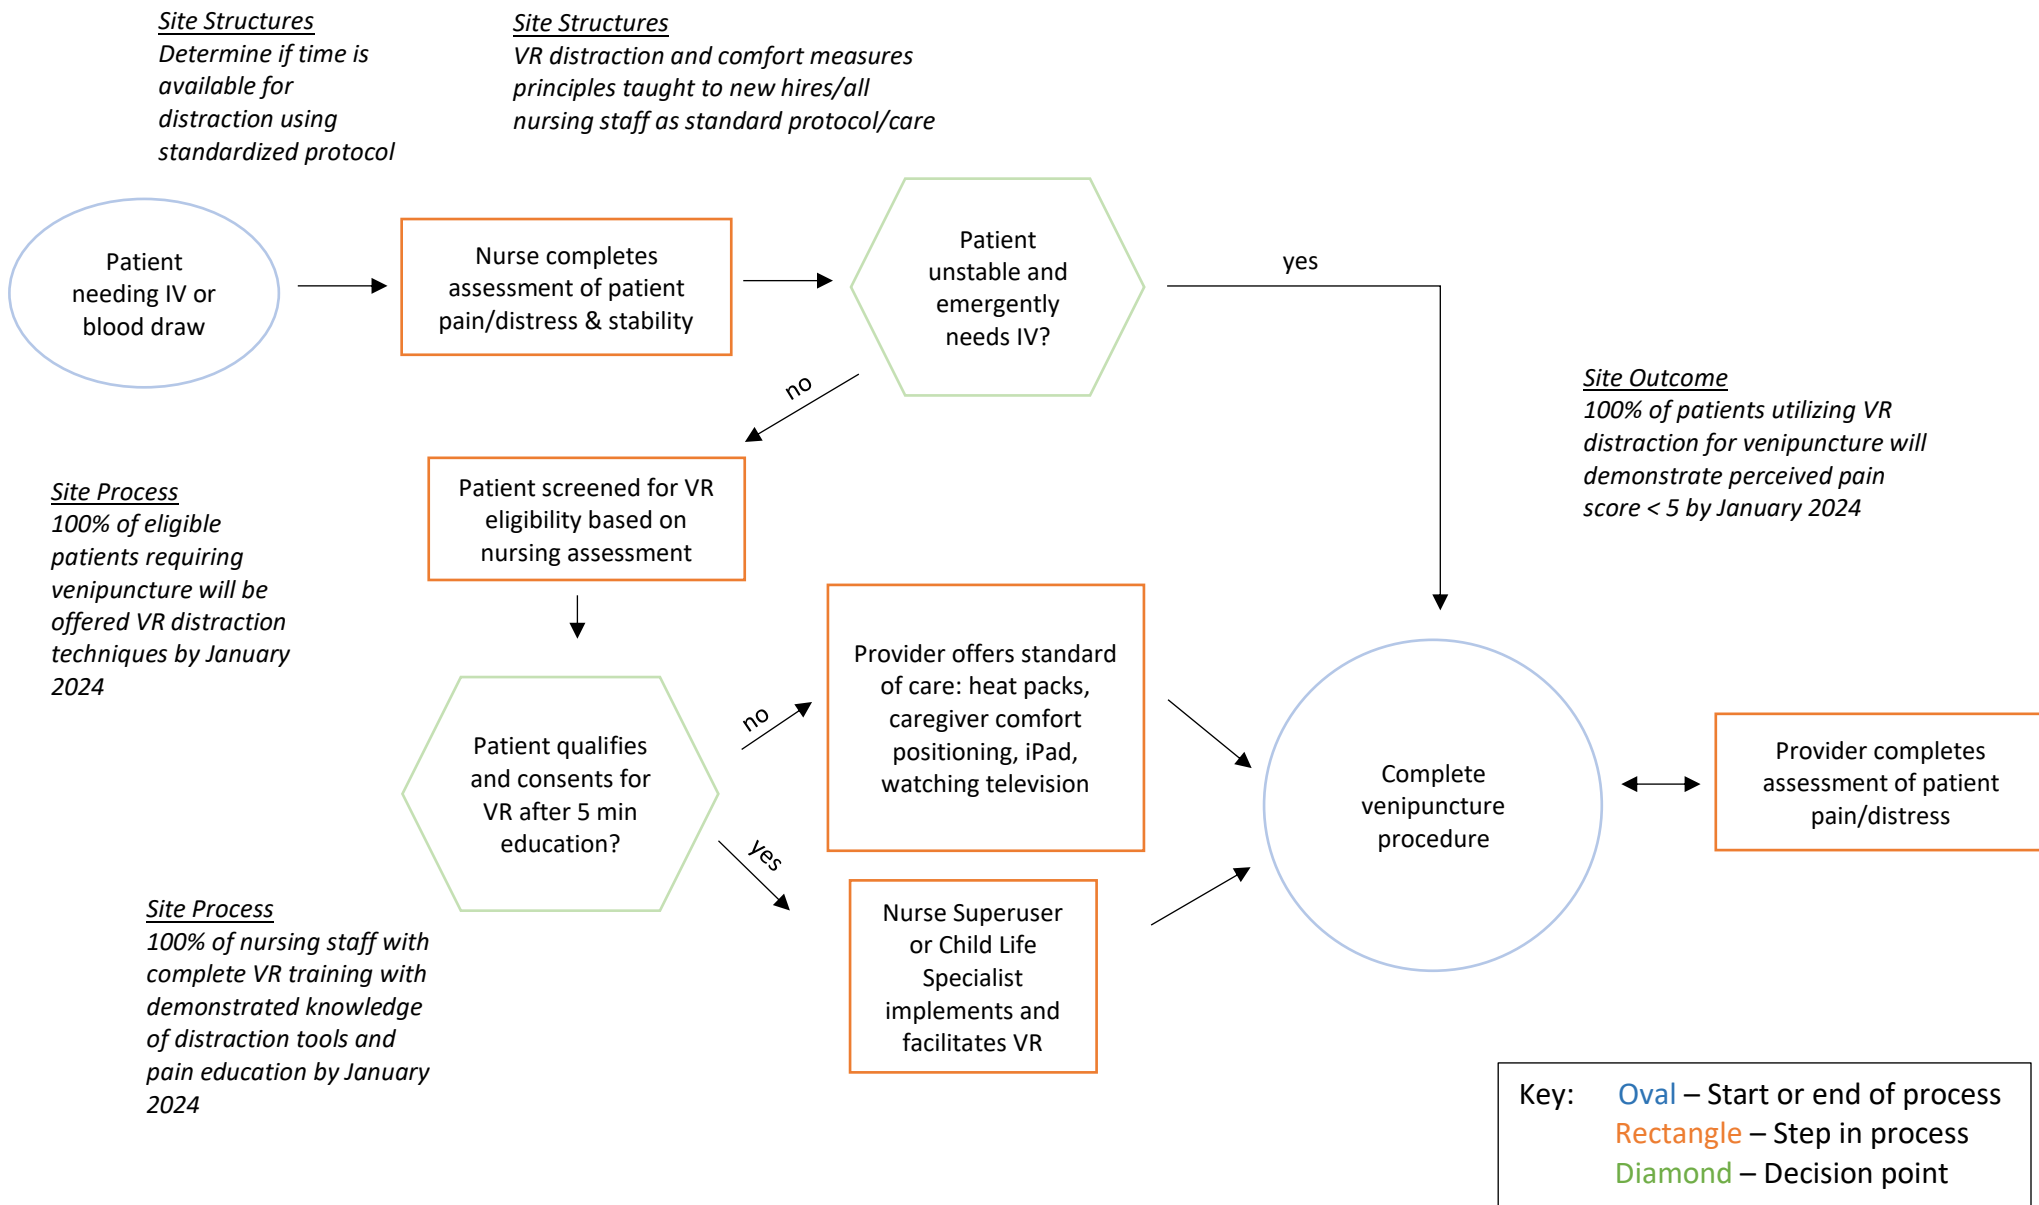 Site Structures
Determine if time is
available for
distraction using
standardized protocol
Site Structures
VR distraction and comfort measures
principles taught to new hires/all
nursing staff as standard protocol/care
Patient
needing IV or
blood draw
Nurse completes
assessment of patient
pain/distress & stability
Patient
unstable and
emergently
needs IV?
yes
no
Site Outcome
100% of patients utilizing VR
distraction for venipuncture will
demonstrate perceived pain
score < 5 by January 2024
Site Process
100% of eligible
patients requiring
venipuncture will be
offered VR distraction
techniques by January
2024
Patient screened for VR
eligibility based on
nursing assessment
Patient qualifies
and consents for
VR after 5 min
education?
no
yes
Provider offers standard
of care: heat packs,
caregiver comfort
positioning, iPad,
watching television
Nurse Superuser
or Child Life
Specialist
implements and
facilitates VR
Complete
venipuncture
procedure
Provider completes
assessment of patient
pain/distress
Site Process
100% of nursing staff with
complete VR training with
demonstrated knowledge
of distraction tools and
pain education by January
2024
Key: Oval – Start or end of process
Rectangle – Step in process
Diamond – Decision point